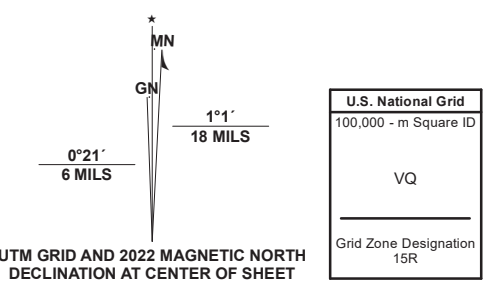 ★
MN
GN
1°1´
18 MILS
0°21´
6 MILS
UTM GRID AND 2022 MAGNETIC NORTH
DECLINATION AT CENTER OF SHEET
U.S. National Grid
100,000 - m Square ID
VQ
Grid Zone Designation
15R